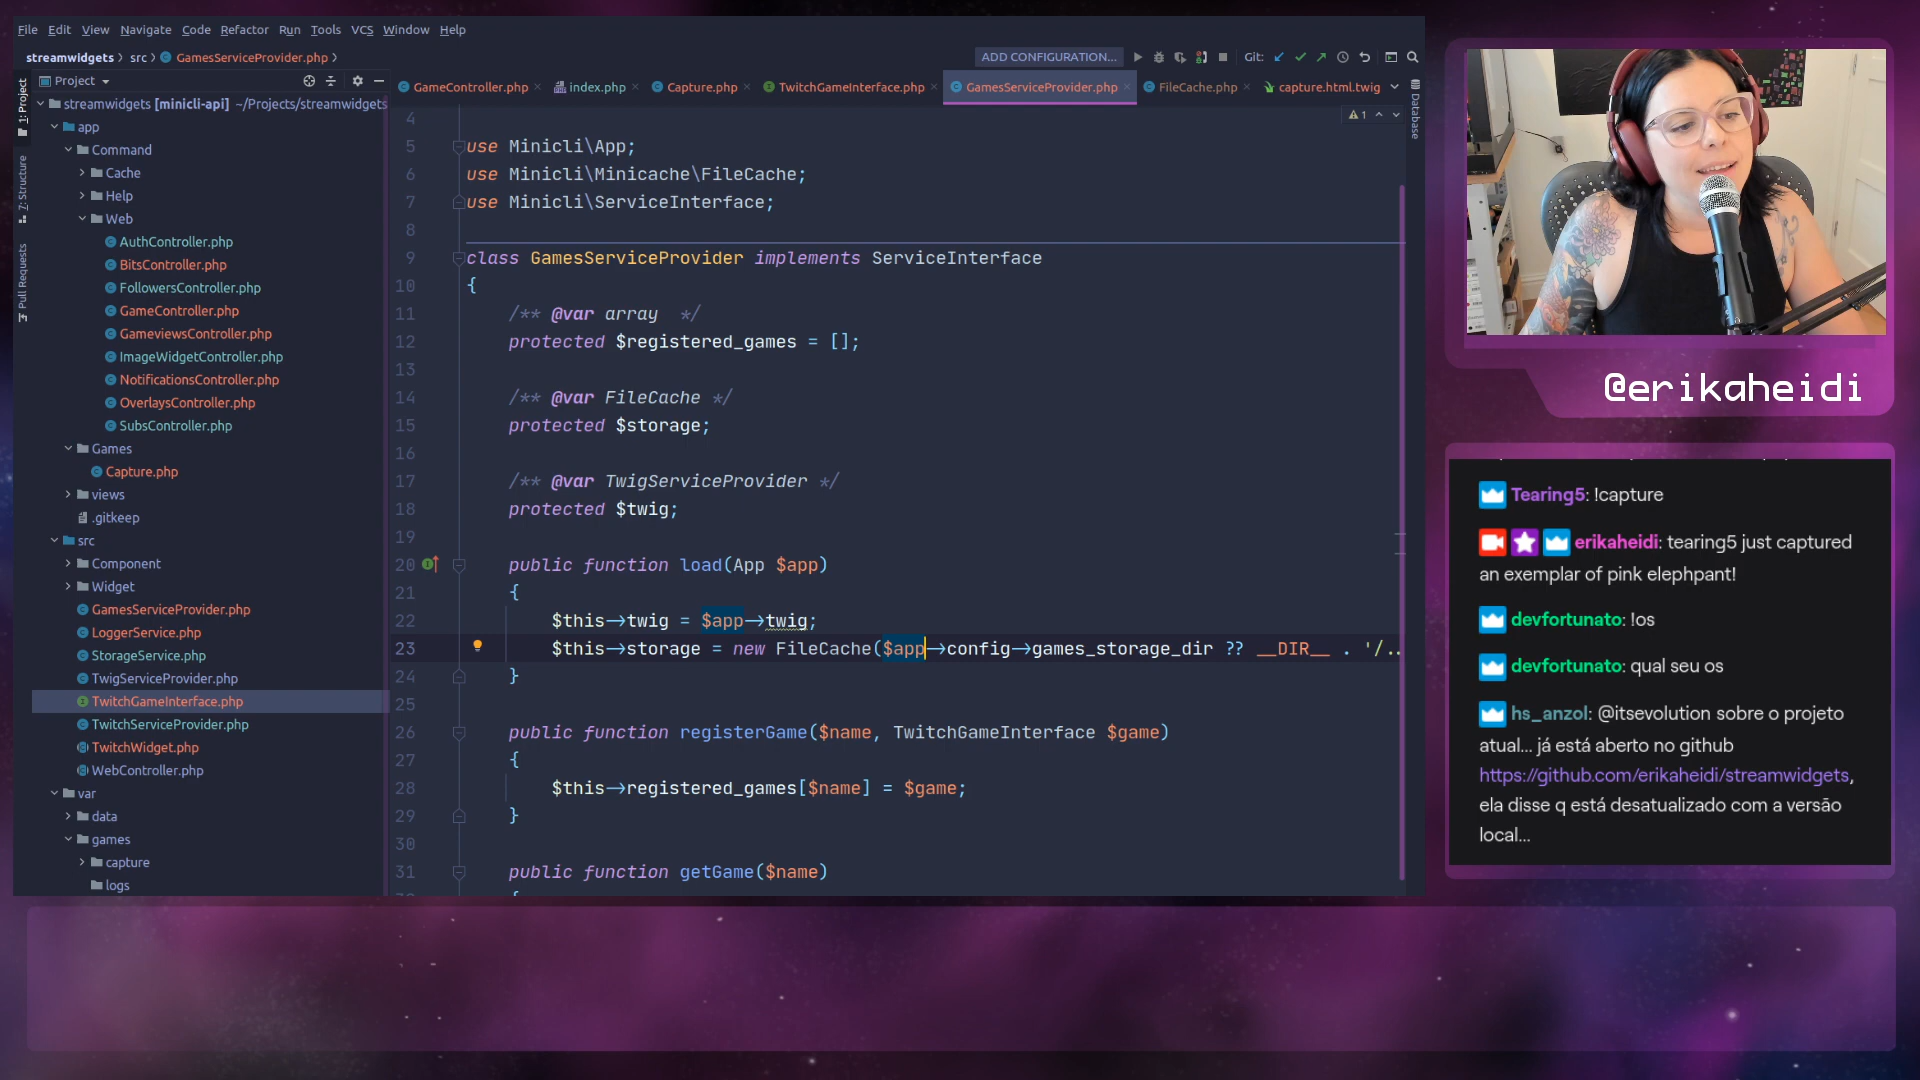 File Edit View Navigate Code Refactor Run Tools VCS Window Help
streamwidgets › src › GamesServiceProvider.php ›
ADD CONFIGURATION...
Git:
1: Project
7: Structure
Pull Requests
Database
Project
GameController.php
index.php
Capture.php
TwitchGameInterface.php
GamesServiceProvider.php
FileCache.php
capture.html.twig
streamwidgets [minicli-api] ~/Projects/streamwidgets
app
Command
Cache
Help
Web
AuthController.php
BitsController.php
FollowersController.php
GameController.php
GameviewsController.php
ImageWidgetController.php
NotificationsController.php
OverlaysController.php
SubsController.php
Games
Capture.php
views
.gitkeep
src
Component
Widget
GamesServiceProvider.php
LoggerService.php
StorageService.php
TwigServiceProvider.php
TwitchGameInterface.php
TwitchServiceProvider.php
TwitchWidget.php
WebController.php
var
data
games
capture
logs
1
4
5 use Minicli\App;
6 use Minicli\Minicache\FileCache;
7 use Minicli\ServiceInterface;
8
9 class GamesServiceProvider implements ServiceInterface
10 {
11 /** @var array */
12 protected $registered_games = [];
13
14 /** @var FileCache */
15 protected $storage;
16
17 /** @var TwigServiceProvider */
18 protected $twig;
19
20 public function load(App $app)
21 {
22 $this->twig = $app->twig;
23 $this->storage = new FileCache($app->config->games_storage_dir ?? __DIR__ . '/..
24 }
25
26 public function registerGame($name, TwitchGameInterface $game)
27 {
28 $this->registered_games[$name] = $game;
29 }
30
31 public function getGame($name)
{
@erikaheidi
Tearing5: !capture
erikaheidi: tearing5 just captured
an exemplar of pink elephpant!
devfortunato: !os
devfortunato: qual seu os
hs_anzol: @itsevolution sobre o projeto
atual... já está aberto no github
https://github.com/erikaheidi/streamwidgets,
ela disse q está desatualizado com a versão
local...